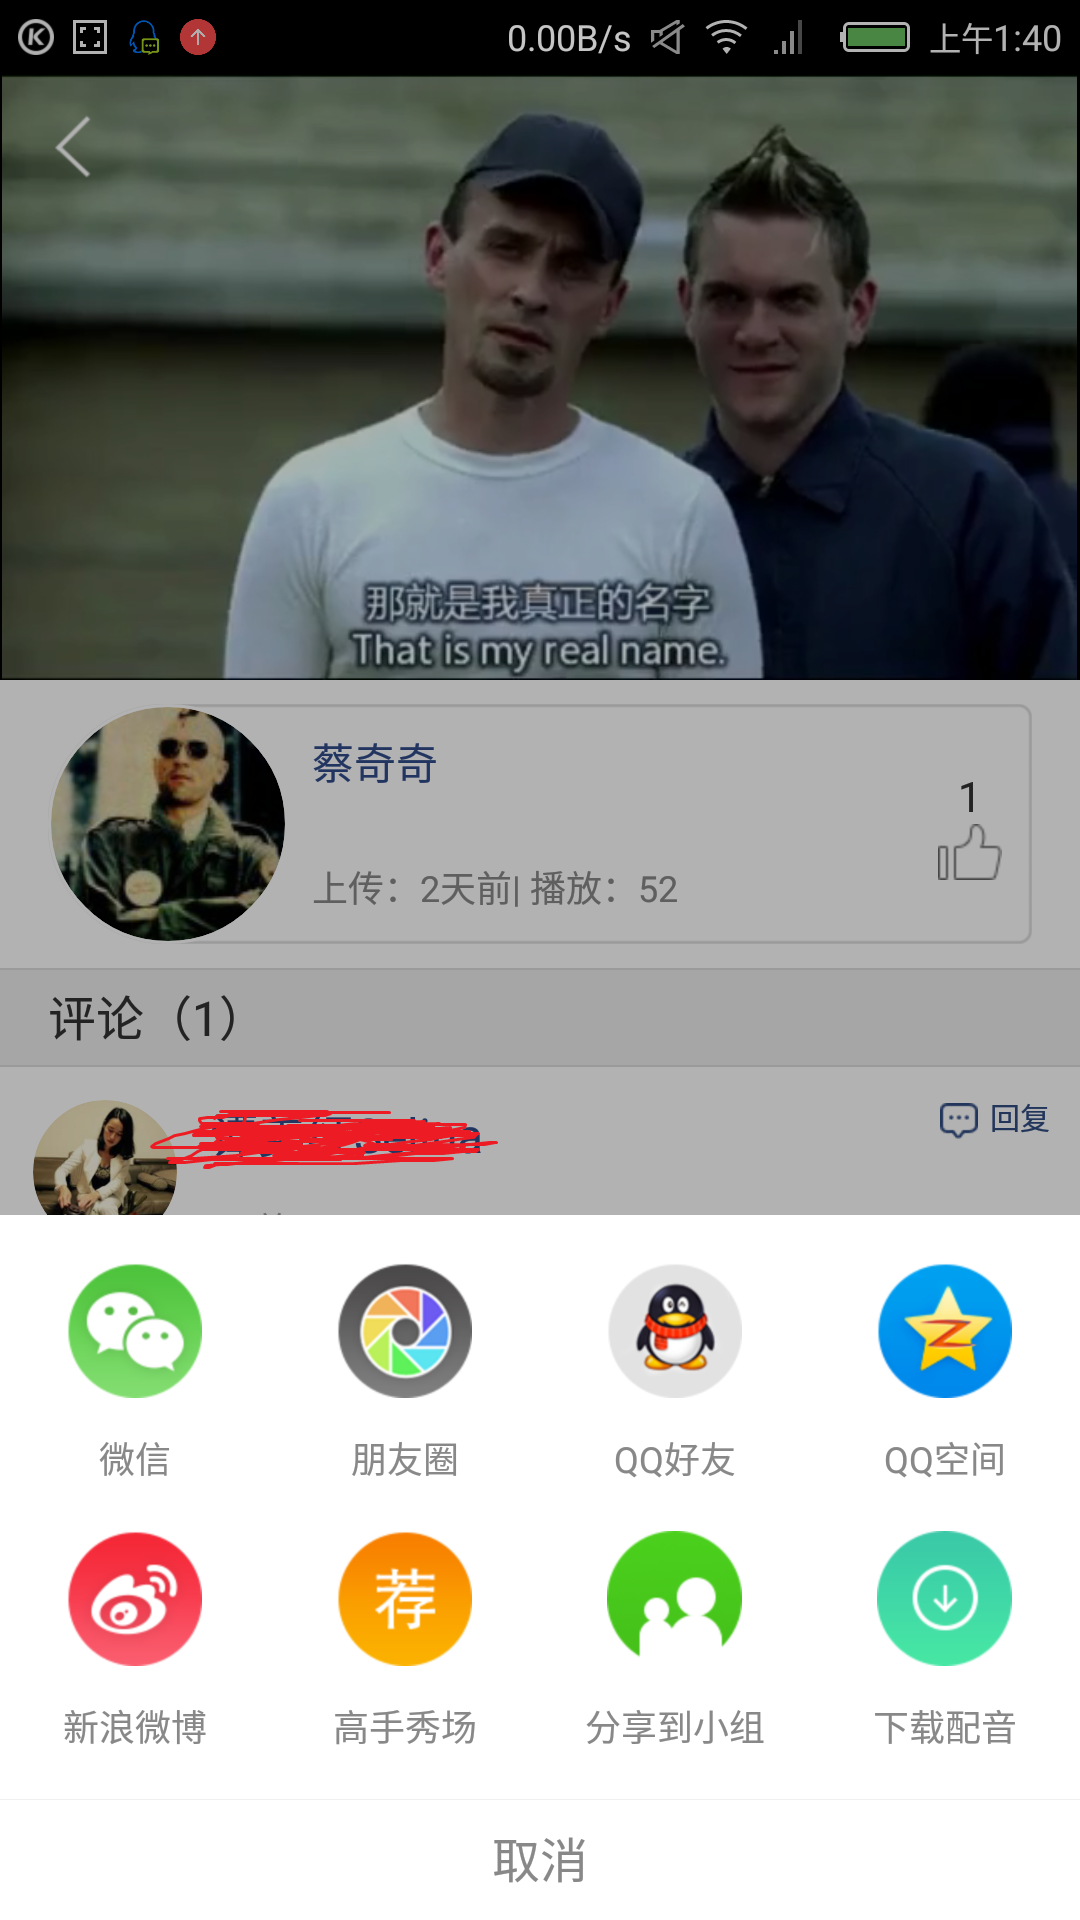 0.00B/s 上午1:40
那就是我真正的名字
That is my real name.
蔡奇奇
1
上传：2天前| 播放：52
评论（1）
回复
微信 朋友圈 QQ好友 QQ空间
荐
新浪微博 高手秀场 分享到小组 下载配音
取消